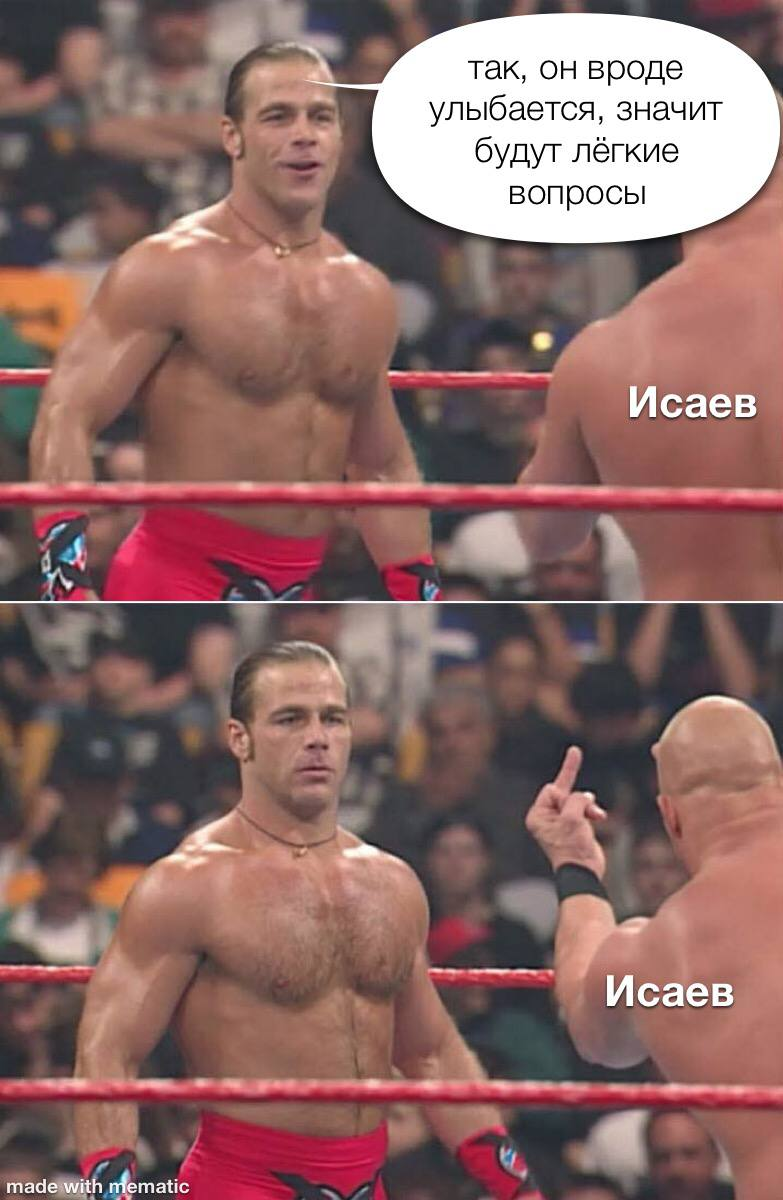 так, он вроде
улыбается, значит
будут лёгкие
вопросы
Исаев
Исаев
made with mematic